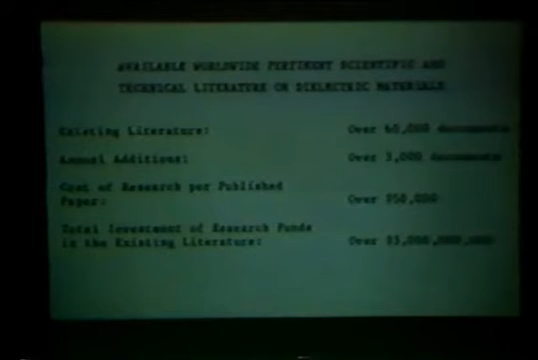 AVAILABLE WORLDWIDE PERTINENT SCIENTIFIC AND
TECHNICAL LITERATURE ON DIELECTRIC MATERIALS
Existing Literature: Over 60,000 documents
Annual Additions: Over 3,000 documents
Cost of Research per Published
Paper: Over $50,000
Total Investment of Research Funds
in the Existing Literature: Over $3,000,000,000